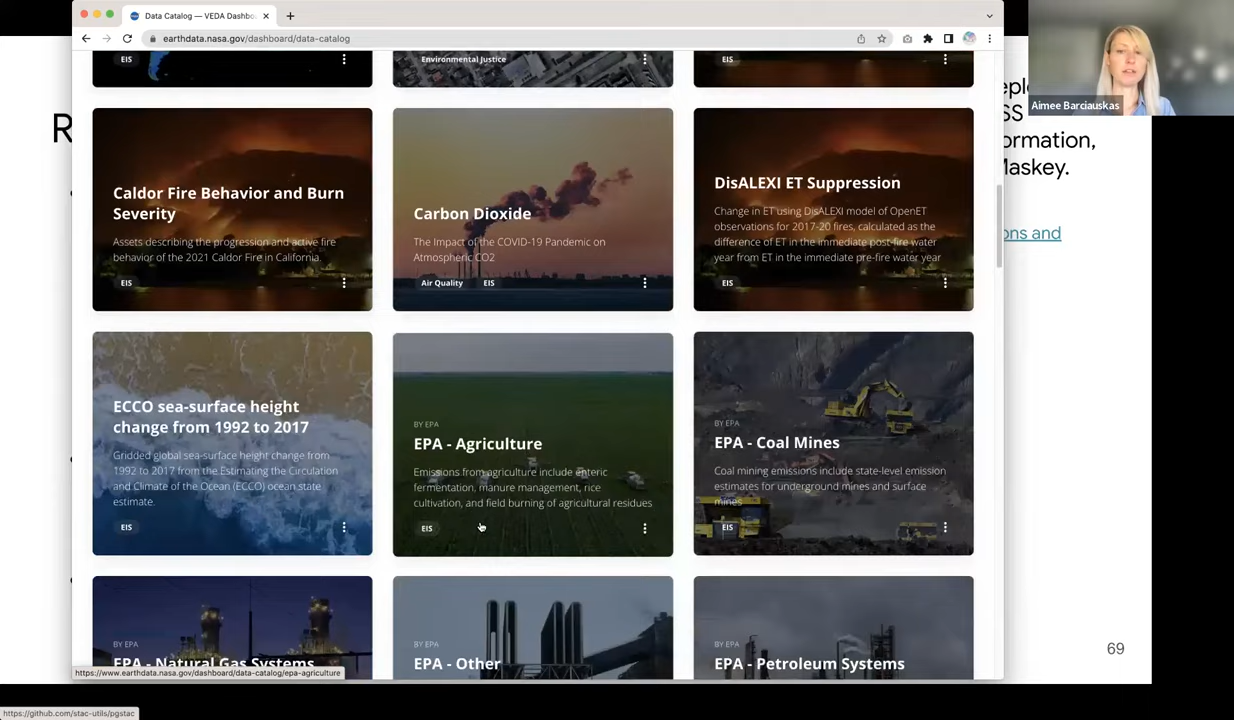 Data Catalog — VEDA Dashbo
earthdata.nasa.gov/dashboard/data-catalog
Aimee Barciauskas
EIS
Environmental Justice
EIS
R
SS
ormation,
Maskey.
ons and
Caldor Fire Behavior and Burn
Severity
Assets describing the progression and active fire
behavior of the 2021 Caldor Fire in California.
EIS
Carbon Dioxide
The Impact of the COVID-19 Pandemic on
Atmospheric CO2
Air Quality EIS
DisALEXI ET Suppression
Change in ET using DisALEXI model of OpenET
observations for 2017-20 fires, calculated as the
difference of ET in the immediate post-fire water
year from ET in the immediate pre-fire water year
EIS
ECCO sea-surface height
change from 1992 to 2017
Gridded global sea-surface height change from
1992 to 2017 from the Estimating the Circulation
and Climate of the Ocean (ECCO) ocean state
estimate.
EIS
BY EPA
EPA - Agriculture
Emissions from agriculture include enteric
fermentation, manure management, rice
cultivation, and field burning of agricultural residues
EIS
BY EPA
EPA - Coal Mines
Coal mining emissions include state-level emission
estimates for underground mines and surface
mines
EIS
BY EPA
EPA - Natural Gas Systems
BY EPA
EPA - Other
BY EPA
EPA - Petroleum Systems
69
https://www.earthdata.nasa.gov/dashboard/data-catalog/epa-agriculture
https://github.com/stac-utils/pgstac